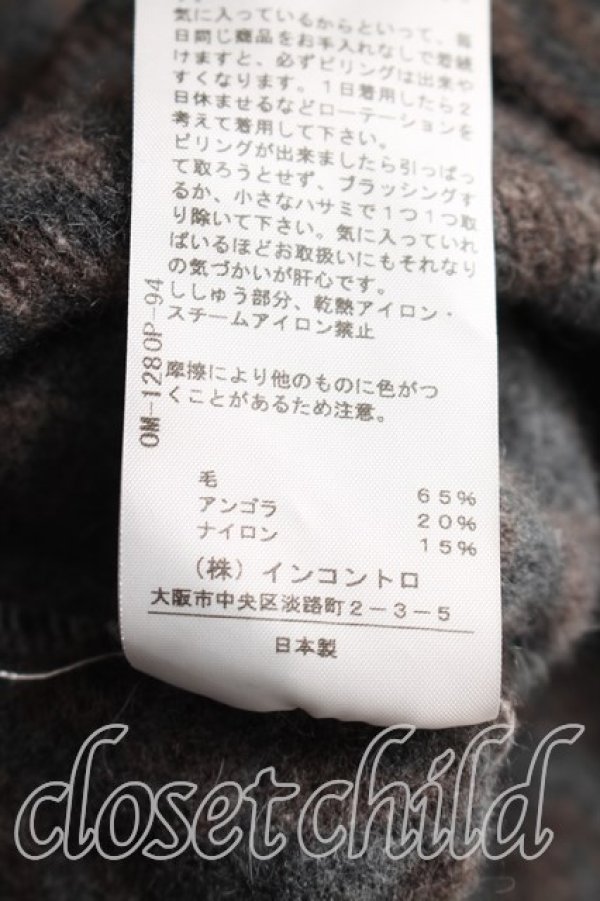 気に入っているからといって、毎
日同じ商品をお手入れなしで着続
けますと、必ずピリングは出来や
すくなります。1日着用したら2
日休ませるなどローテーションを
考えて着用して下さい。
ピリングが出来ましたら引っぱっ
て取ろうとせず、ブラッシングす
るか、小さなハサミで1つ1つ取
り除いて下さい。気に入っていれ
ばいるほどお取扱いにもそれなり
の気づかいが肝心です。
ししゅう部分、乾熱アイロン・
スチームアイロン禁止
摩擦により他のものに色がつ
くことがあるため注意。
OM-1280P-94
毛 65%
アンゴラ 20%
ナイロン 15%
(株)インコントロ
大阪市中央区淡路町2-3-5
日本製
closet child